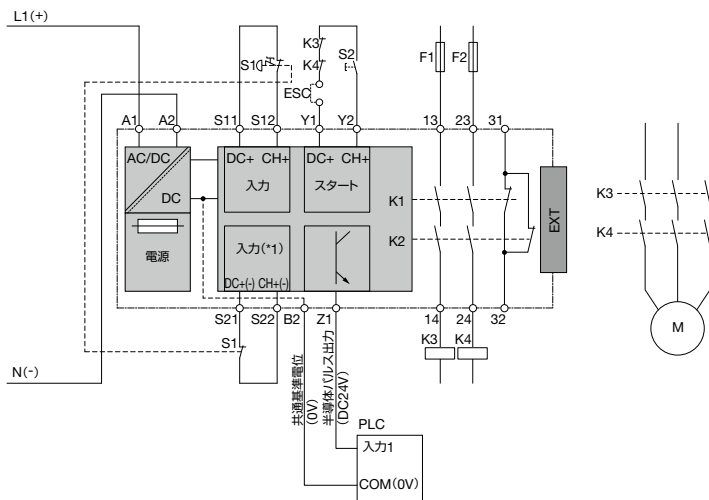 L1(+)
K3
S2
F1
F2
S1
K4
ESC
A1
A2
S11
S12
Y1
Y2
13
23
31
AC/DC
DC+ CH+
DC+ CH+
入力
スタート
DC
K1
K2
EXT
K3
K4
電源
入力(*1)
DC+(-) CH+(-)
M
S21
S22
B2
Z1
14
24
32
S1
K3
K4
N(-)
共通基準電位
(0V)
半導体パルス出力
(DC24V)
PLC
入力1
COM(0V)